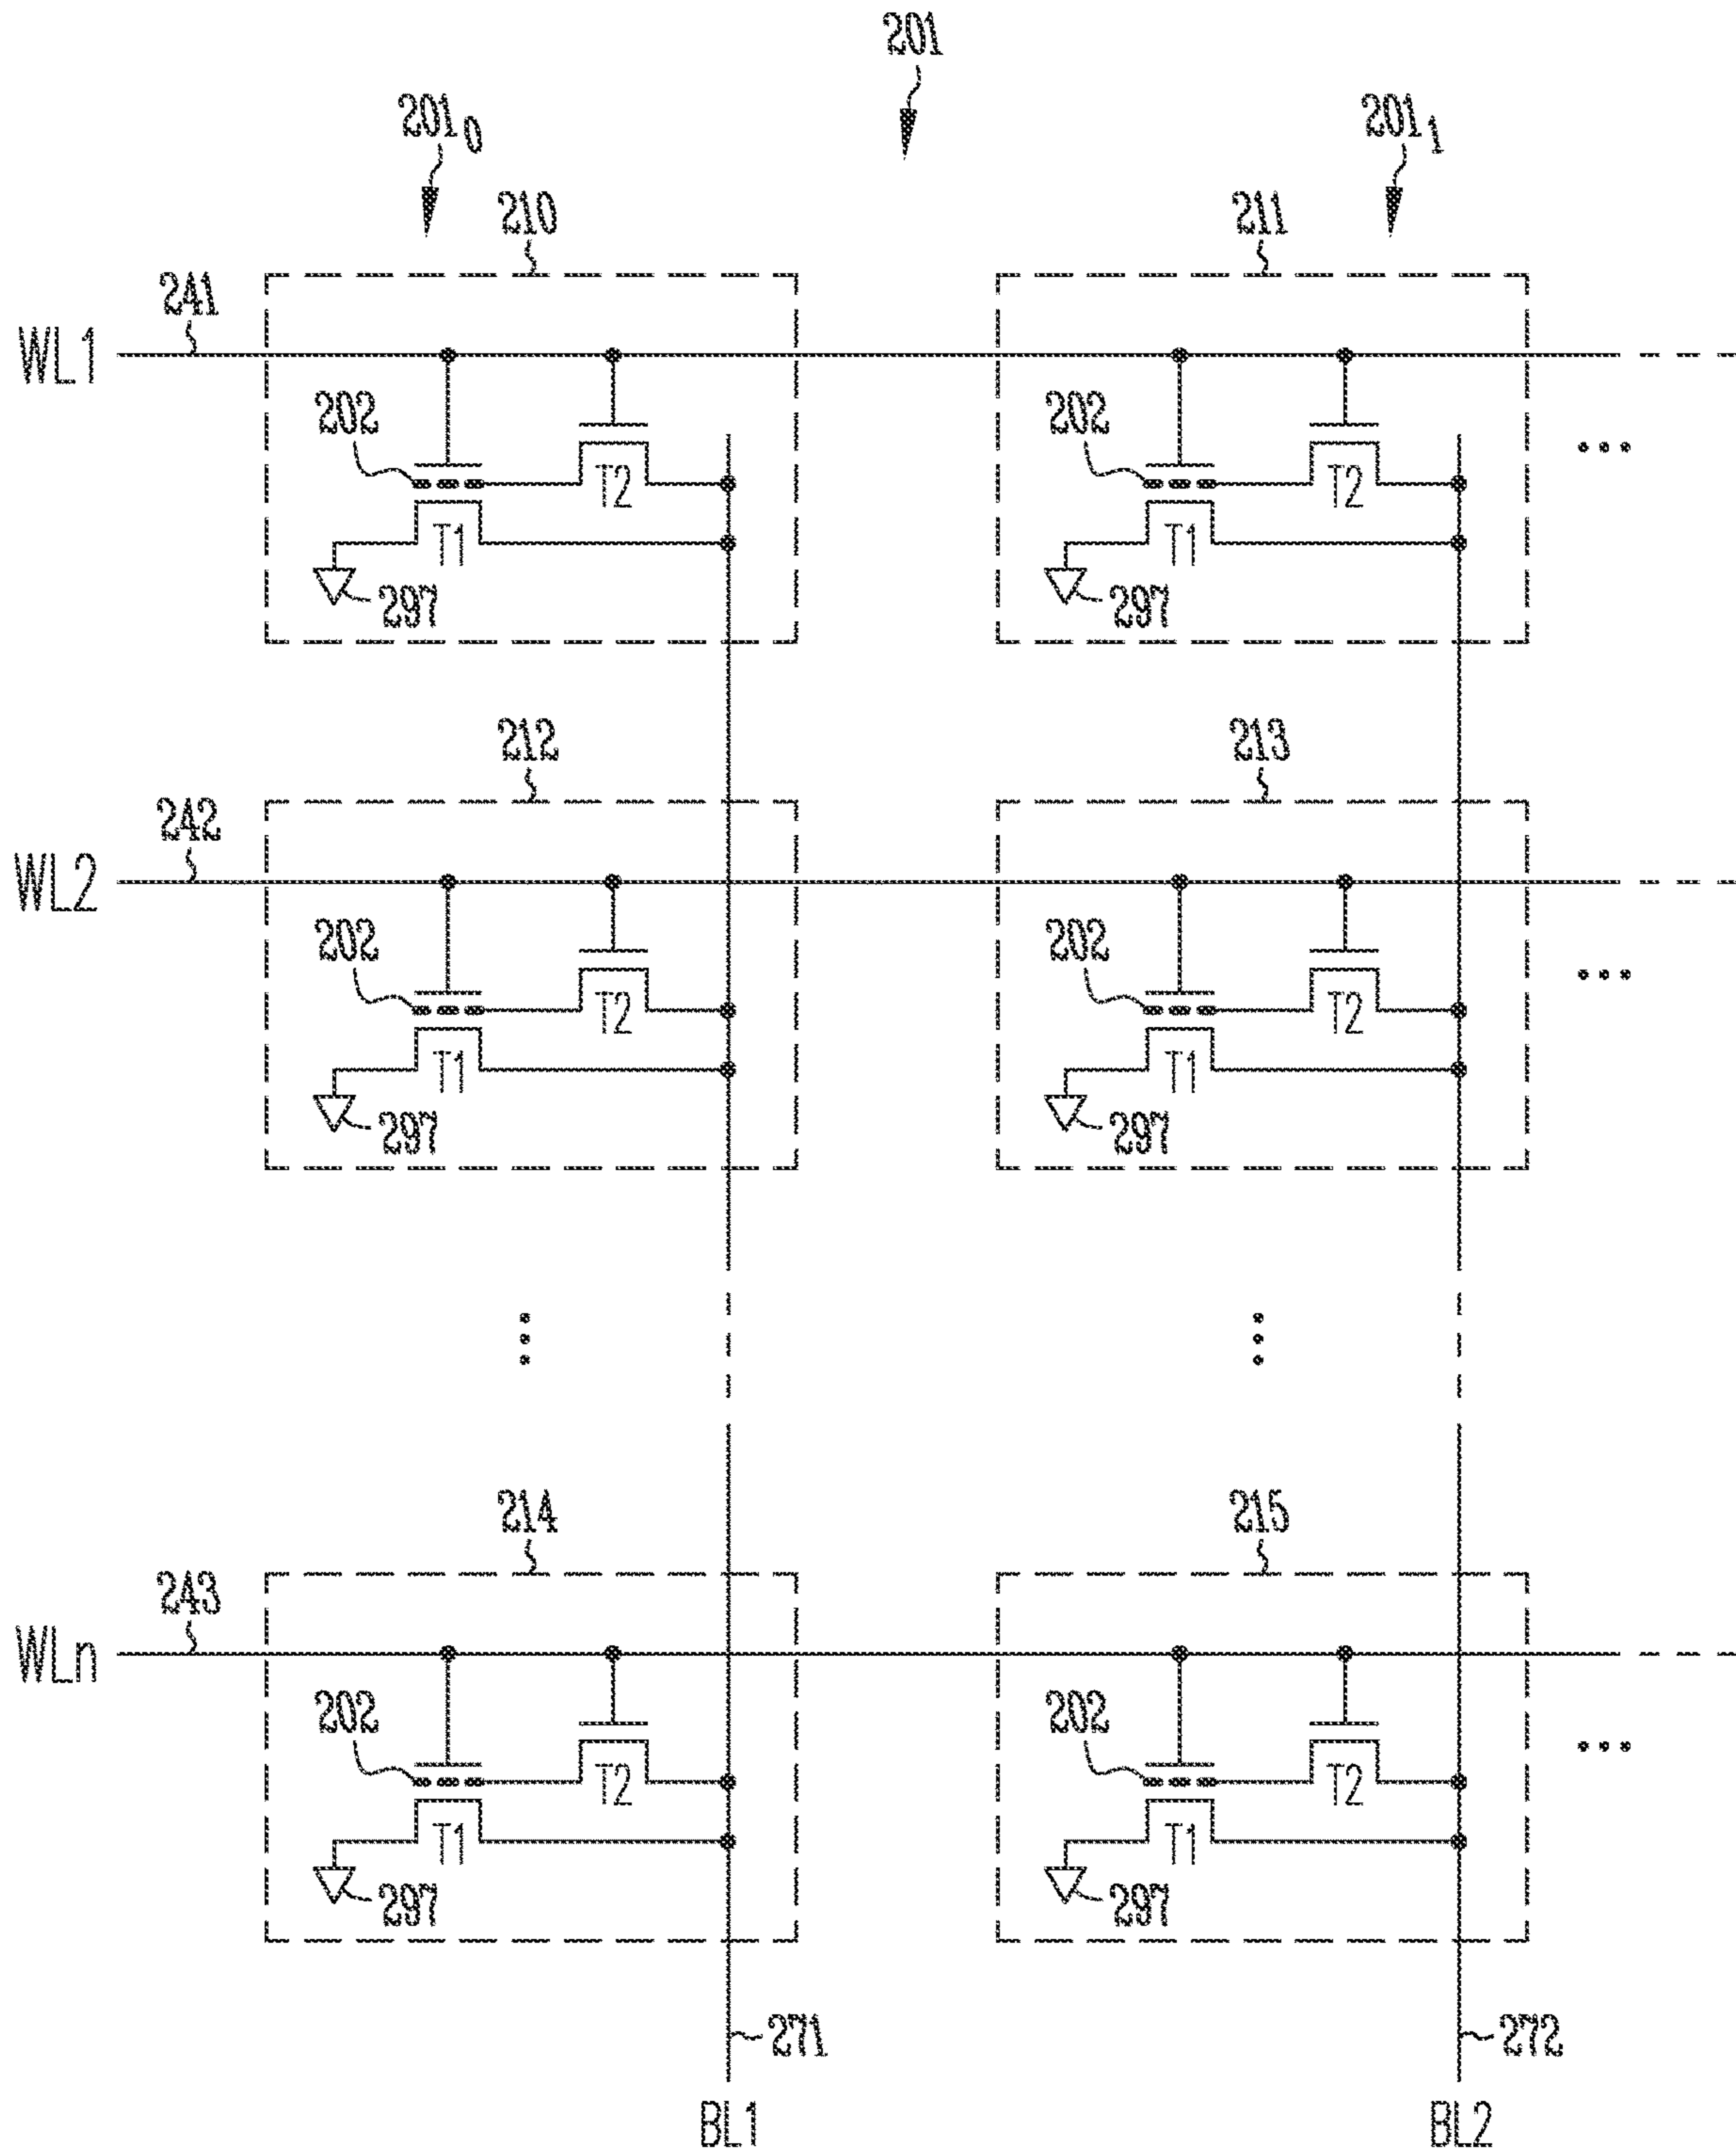 201
201₀ 201₁
210 211
241
WL1
202 T2 202 T2
T1 T1
297 297
212 213
242
WL2
202 T2 202 T2
T1 T1
297 297
214 215
243
WLn
202 T2 202 T2
T1 T1
297 297
271 272
BL1 BL2